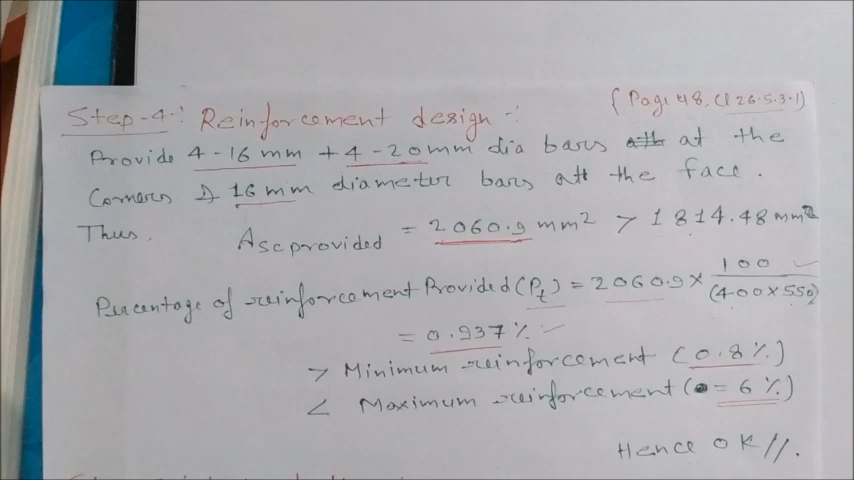 Step-4:- Reinforcement design:-
(Page 48, Cl 26.5.3.1)
Provide 4-16 mm + 4-20mm dia bars at the
Corners & 16 mm diameter bars at the face.
Thus, Asc provided = 2060.9 mm² > 1814.48 mm²
Percentage of reinforcement Provided (Pt) = 2060.9 × 100 / (400×550)
= 0.937 %
> Minimum reinforcement (0.8%)
< Maximum reinforcement (= 6%)
Hence OK//.